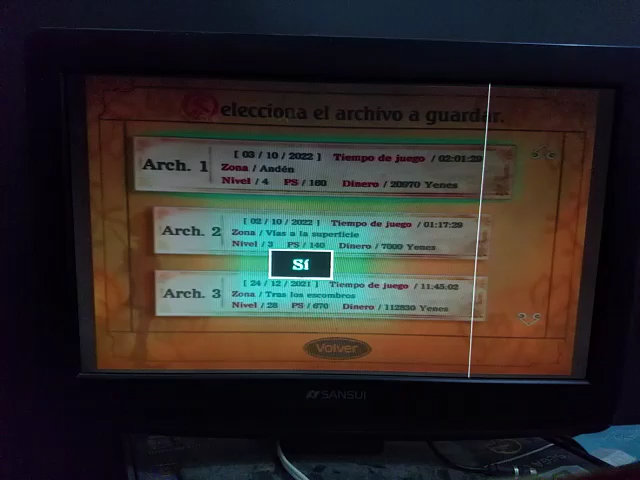 Selecciona el archivo a guardar.
Arch. 1
[ 03 / 10 / 2022 ] Tiempo de juego / 02:01:29
Zona / Andén
Nivel / 4 PS / 160 Dinero / 20970 Yenes
Arch. 2
[ 02 / 10 / 2022 ] Tiempo de juego / 01:17:29
Zona / Vías a la superficie
Nivel / 3 PS / 140 Dinero / 7000 Yenes
Sí
Arch. 3
[ 24 / 12 / 2021 ] Tiempo de juego / 11:45:02
Zona / Tras los escombros
Nivel / 28 PS / 670 Dinero / 112830 Yenes
Volver
SANSUI